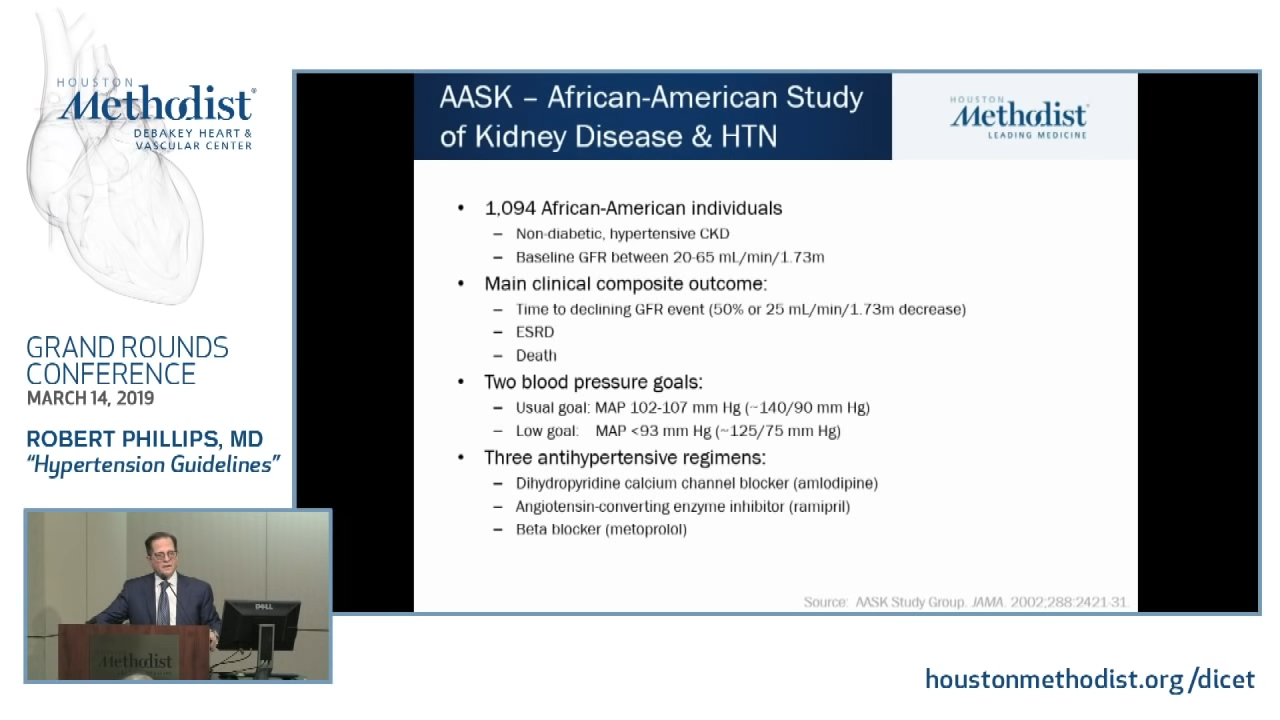 HOUSTON
Methodist®
DEBAKEY HEART &
VASCULAR CENTER
GRAND ROUNDS
CONFERENCE
MARCH 14, 2019
ROBERT PHILLIPS, MD
“Hypertension Guidelines”
AASK – African-American Study
of Kidney Disease & HTN
HOUSTON
Methodist
LEADING MEDICINE
• 1,094 African-American individuals
– Non-diabetic, hypertensive CKD
– Baseline GFR between 20-65 mL/min/1.73m
• Main clinical composite outcome:
– Time to declining GFR event (50% or 25 mL/min/1.73m decrease)
– ESRD
– Death
• Two blood pressure goals:
– Usual goal: MAP 102-107 mm Hg (~140/90 mm Hg)
– Low goal: MAP <93 mm Hg (~125/75 mm Hg)
• Three antihypertensive regimens:
– Dihydropyridine calcium channel blocker (amlodipine)
– Angiotensin-converting enzyme inhibitor (ramipril)
– Beta blocker (metoprolol)
Source: AASK Study Group. JAMA. 2002;288:2421-31.
DELL
Methodist
houstonmethodist.org/dicet